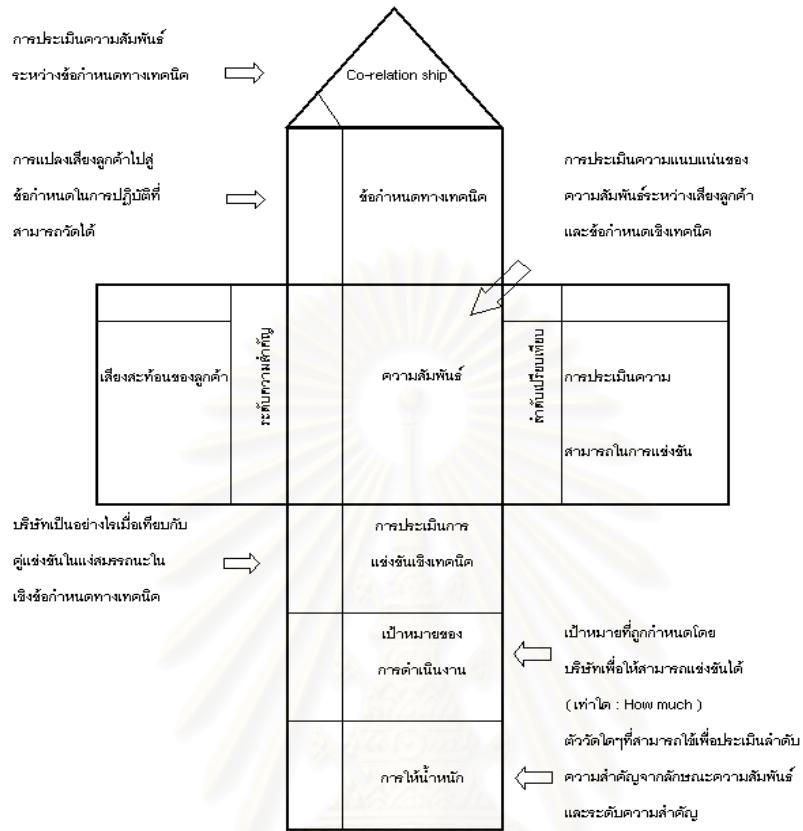 การประเมินความสัมพันธ์
ระหว่างข้อกำหนดทางเทคนิค
Co-relation ship
การแปลงเสียงลูกค้าไปสู่
ข้อกำหนดในการปฏิบัติที่
สามารถวัดได้
ข้อกำหนดทางเทคนิค
การประเมินความแนบแน่นของ
ความสัมพันธ์ระหว่างเสียงลูกค้า
และข้อกำหนดเชิงเทคนิค
เสียงสะท้อนของลูกค้า
ระดับความสำคัญ
ความสัมพันธ์
ลำดับเปรียบเทียบ
การประเมินความ
สามารถในการแข่งขัน
บริษัทเป็นอย่างไรเมื่อเทียบกับ
คู่แข่งขันในแง่สมรรถนะใน
เชิงข้อกำหนดทางเทคนิค
การประเมินการ
แข่งขันเชิงเทคนิค
เป้าหมายของ
การดำเนินงาน
เป้าหมายที่ถูกกำหนดโดย
บริษัทเพื่อให้สามารถแข่งขันได้
( เท่าใด : How much )
การให้น้ำหนัก
ตัววัดใดๆที่สามารถใช้เพื่อประเมินลำดับ
ความสำคัญจากลักษณะความสัมพันธ์
และระดับความสำคัญ